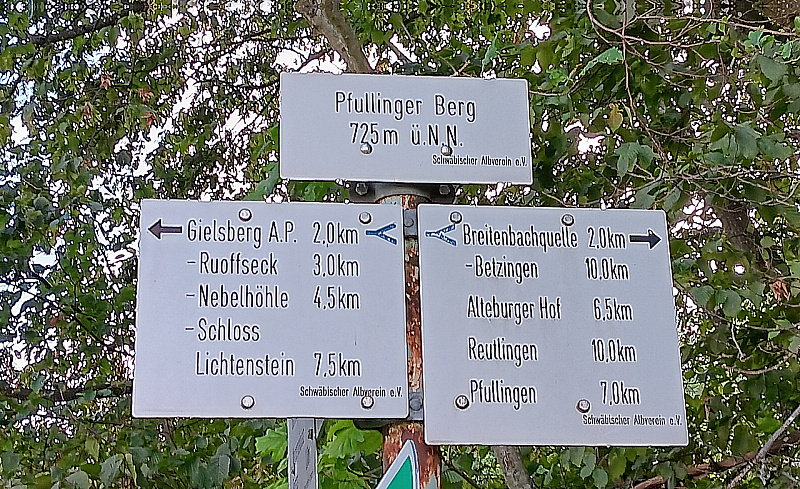 Pfullinger Berg
725m ü.N.N.
Schwäbischer Albverein e.V.
Gielsberg A.P. 2,0km
-Ruoffseck 3,0km
-Nebelhöhle 4,5km
-Schloss
Lichtenstein 7,5km
Schwäbischer Albverein e.V.
Breitenbachquelle 2,0km
-Betzingen 10,0km
Alteburger Hof 6,5km
Reutlingen 10,0km
Pfullingen 7,0km
Schwäbischer Albverein e.V.